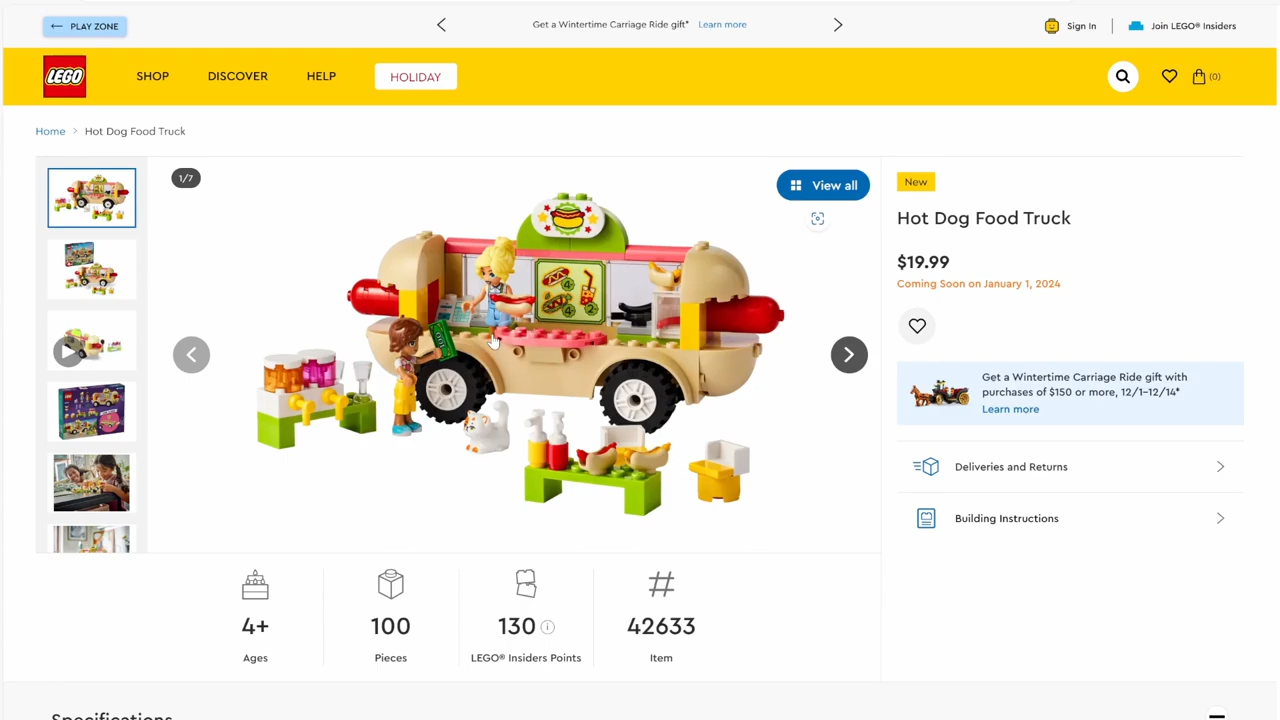 PLAY ZONE
Get a Wintertime Carriage Ride gift* Learn more
Sign In
Join LEGO® Insiders
LEGO
SHOP
DISCOVER
HELP
HOLIDAY
(0)
Home > Hot Dog Food Truck
1/7
View all
New
Hot Dog Food Truck
$19.99
Coming Soon on January 1, 2024
Get a Wintertime Carriage Ride gift with
purchases of $150 or more, 12/1-12/14*
Learn more
Deliveries and Returns
Building Instructions
4+
Ages
100
Pieces
130
LEGO® Insiders Points
42633
Item
Specifications